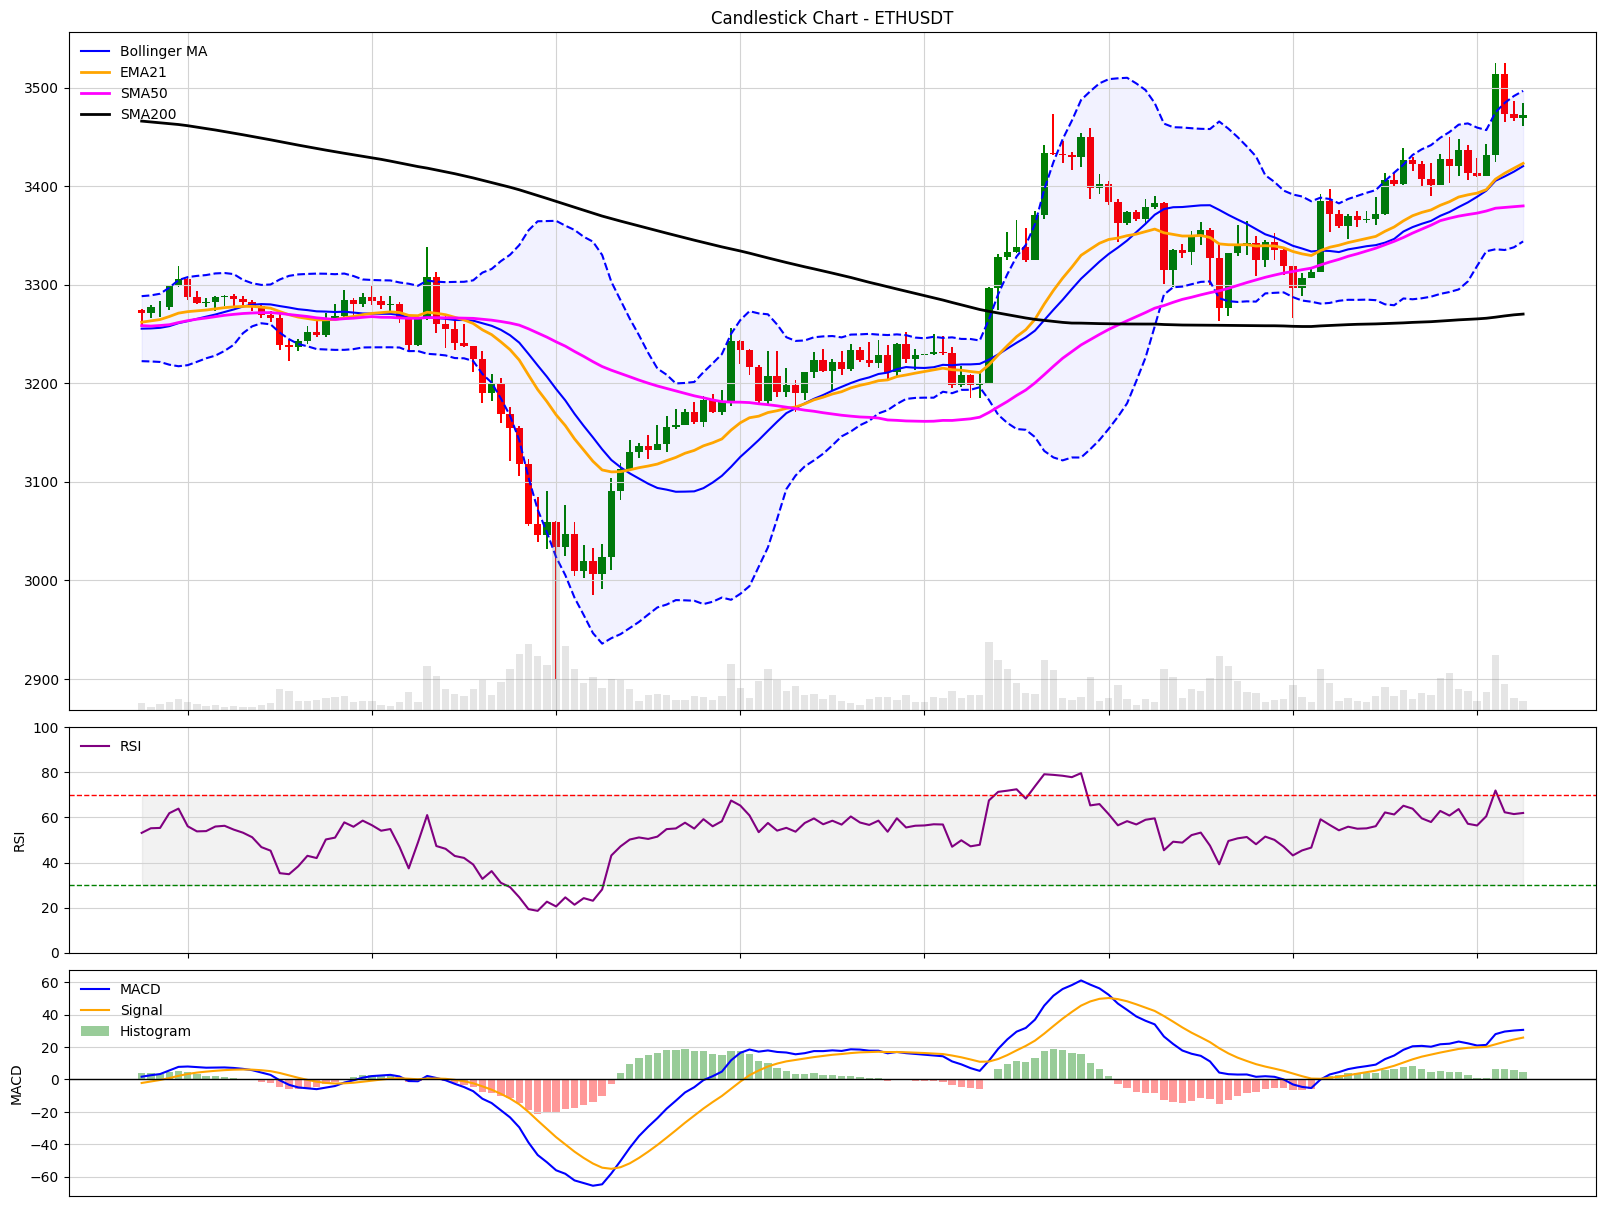 Candlestick Chart - ETHUSDT
Bollinger MA
EMA21
SMA50
SMA200
3500
3400
3300
3200
3100
3000
2900
RSI
100
80
60
40
20
0
RSI
MACD
Signal
Histogram
60
40
20
0
−20
−40
−60
MACD